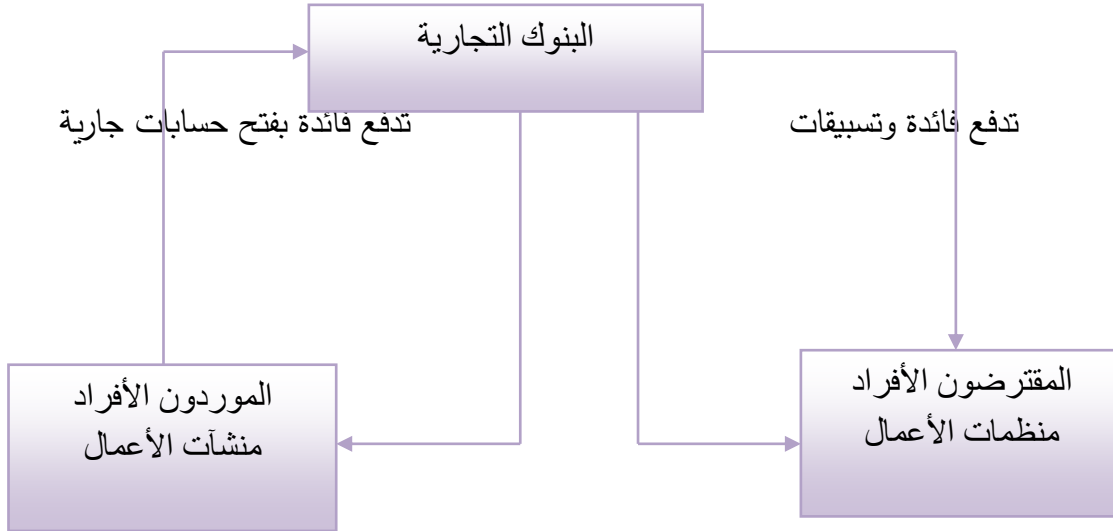 البنوك التجارية
تدفع فائدة وتسبيقات
تدفع فائدة بفتح حسابات جارية
المقترضون الأفراد
منظمات الأعمال
الموردون الأفراد
منشآت الأعمال